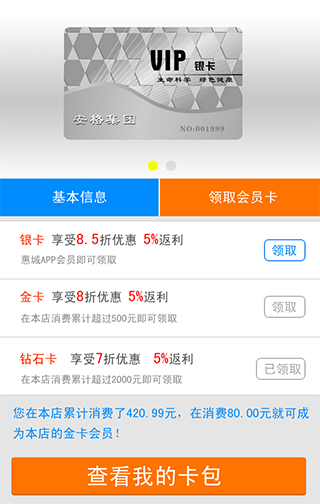 VIP 银卡
生命科学 绿色健康
安格集团
NO:001999
基本信息
领取会员卡
银卡 享受8.5折优惠 5%返利
惠城APP会员即可领取
领取
金卡 享受8折优惠 5%返利
在本店消费累计超过500元即可领取
领取
钻石卡 享受7折优惠 5%返利
在本店消费累计超过2000元即可领取
已领取
您在本店累计消费了420.99元，在消费80.00元就可成
为本店的金卡会员！
查看我的卡包